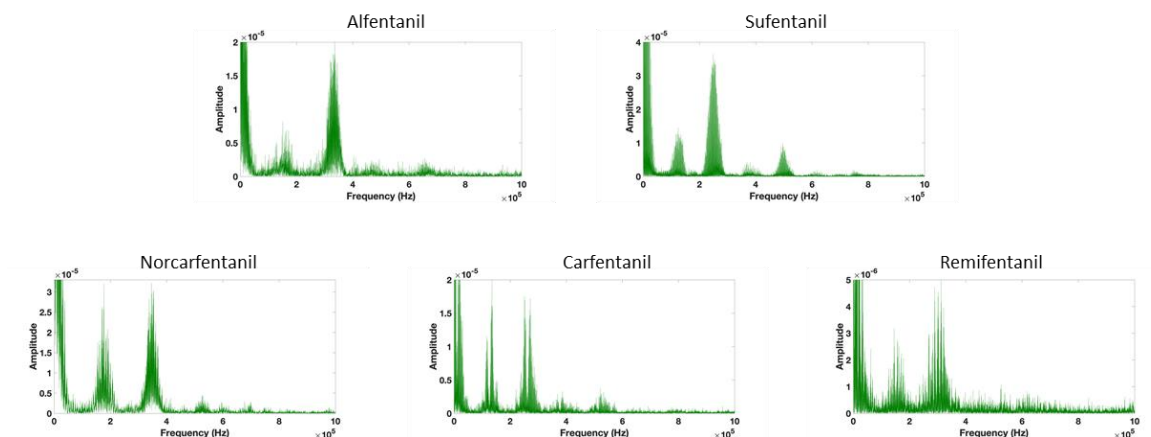 Alfentanil
×10⁻⁵
2
1.5
1
0.5
0
Amplitude
0 2 4 6 8 10
Frequency (Hz)
×10⁵
Sufentanil
×10⁻⁵
4
3
2
1
0
Amplitude
0 2 4 6 8 10
Frequency (Hz)
×10⁵
Norcarfentanil
×10⁻⁵
3
2.5
2
1.5
1
0.5
0
Amplitude
0 2 4 6 8 10
Frequency (Hz)
×10⁵
Carfentanil
×10⁻⁵
2
1.5
1
0.5
0
Amplitude
0 2 4 6 8 10
Frequency (Hz)
×10⁵
Remifentanil
×10⁻⁶
5
4
3
2
1
0
Amplitude
0 2 4 6 8 10
Frequency (Hz)
×10⁵